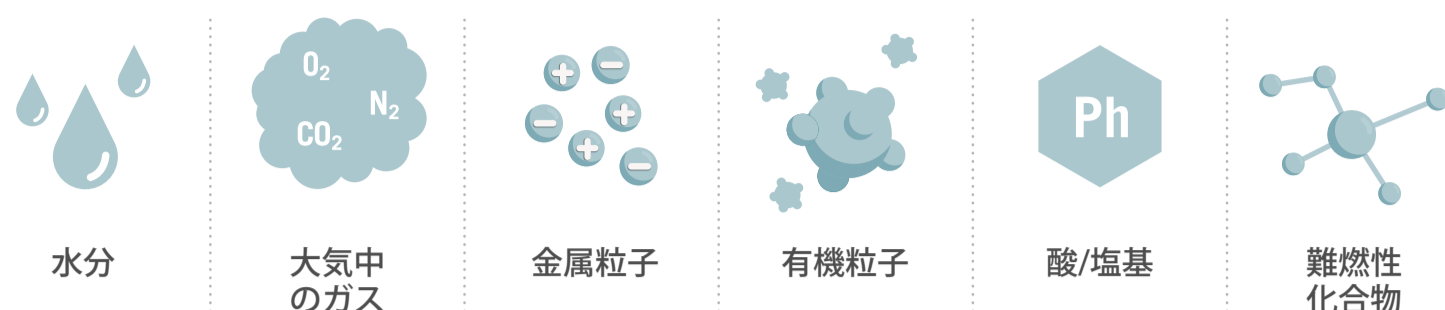 O₂
N₂
CO₂
Ph
水分
大気中
のガス
金属粒子
有機粒子
酸/塩基
難燃性
化合物